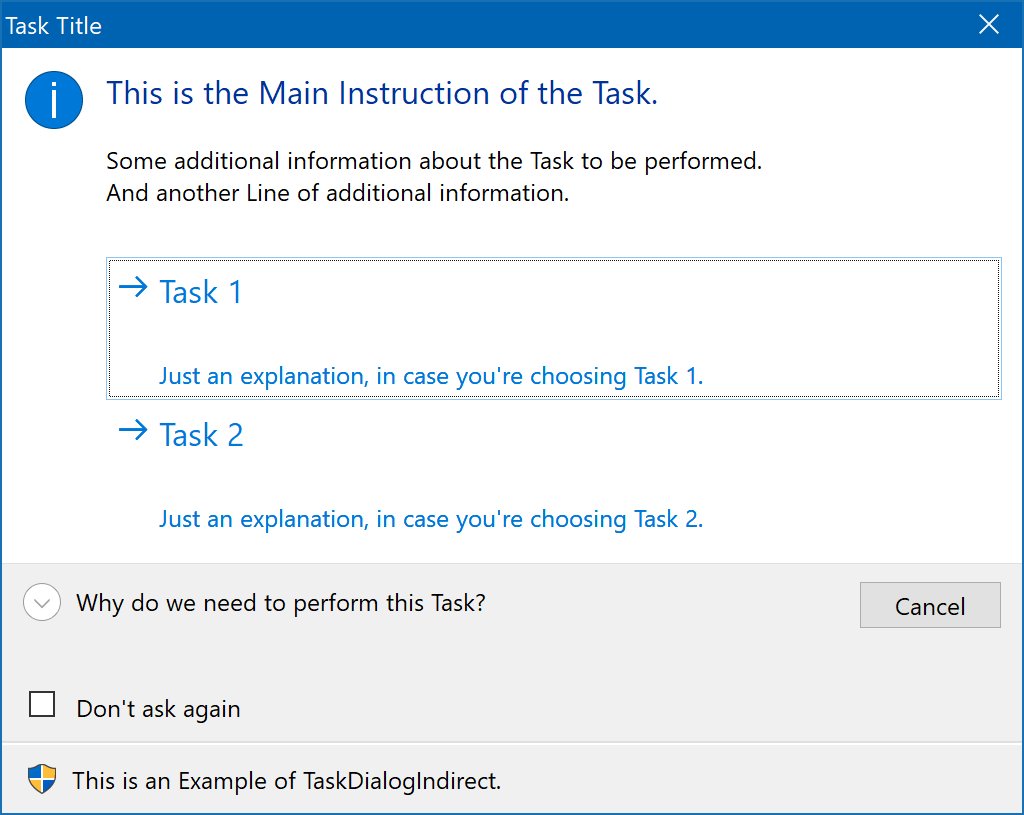 Task Title
This is the Main Instruction of the Task.
Some additional information about the Task to be performed.
And another Line of additional information.
Task 1
Just an explanation, in case you're choosing Task 1.
Task 2
Just an explanation, in case you're choosing Task 2.
Why do we need to perform this Task?
Cancel
Don't ask again
This is an Example of TaskDialogIndirect.